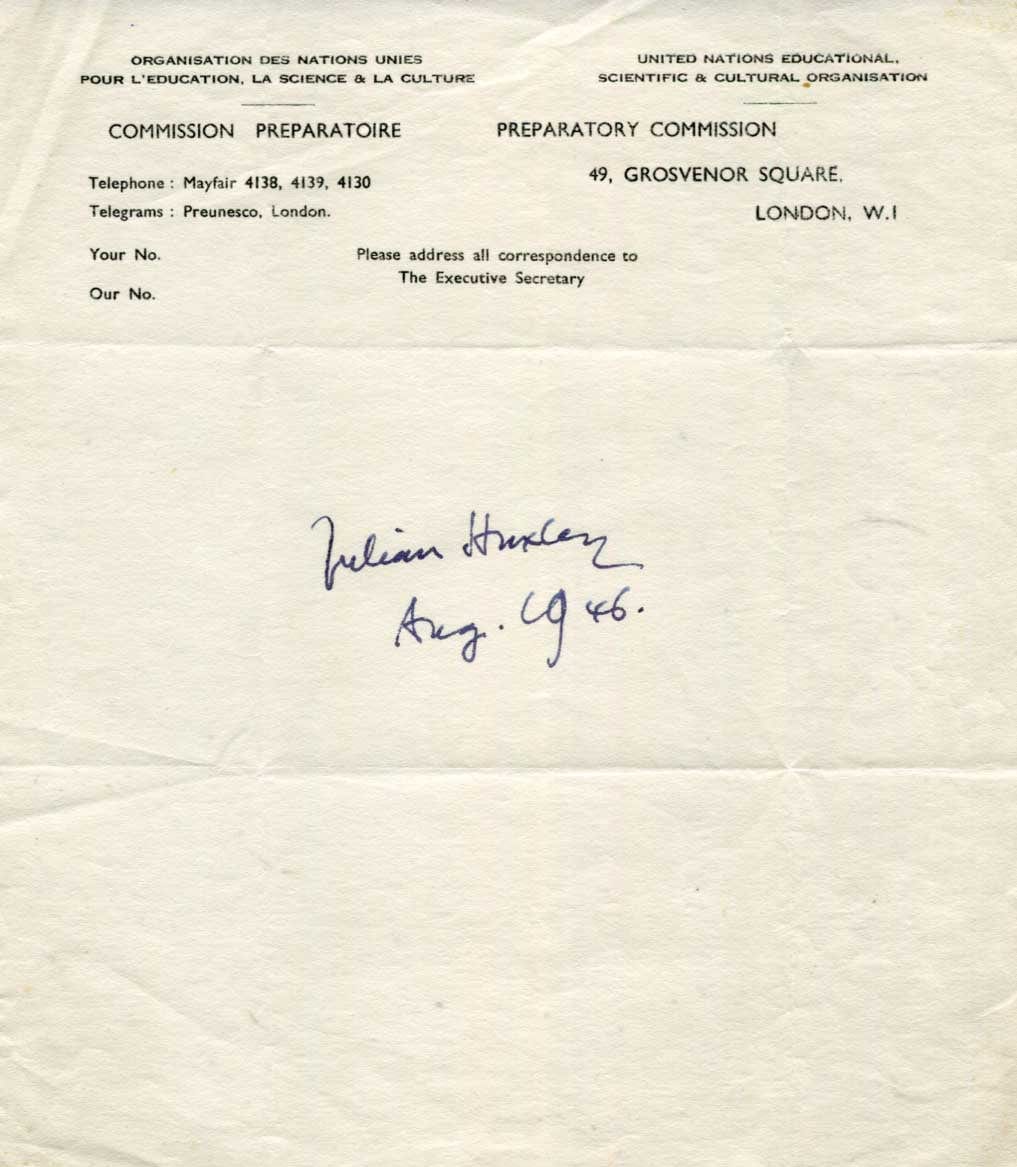 ORGANISATION DES NATIONS UNIES
POUR L'EDUCATION, LA SCIENCE & LA CULTURE
COMMISSION PREPARATOIRE
Telephone : Mayfair 4138, 4139, 4130
Telegrams : Preunesco, London.
Your No.
Our No.
UNITED NATIONS EDUCATIONAL,
SCIENTIFIC & CULTURAL ORGANISATION
PREPARATORY COMMISSION
49, GROSVENOR SQUARE,
LONDON, W.I
Please address all correspondence to
The Executive Secretary
Julian Huxley
Aug. 1946.